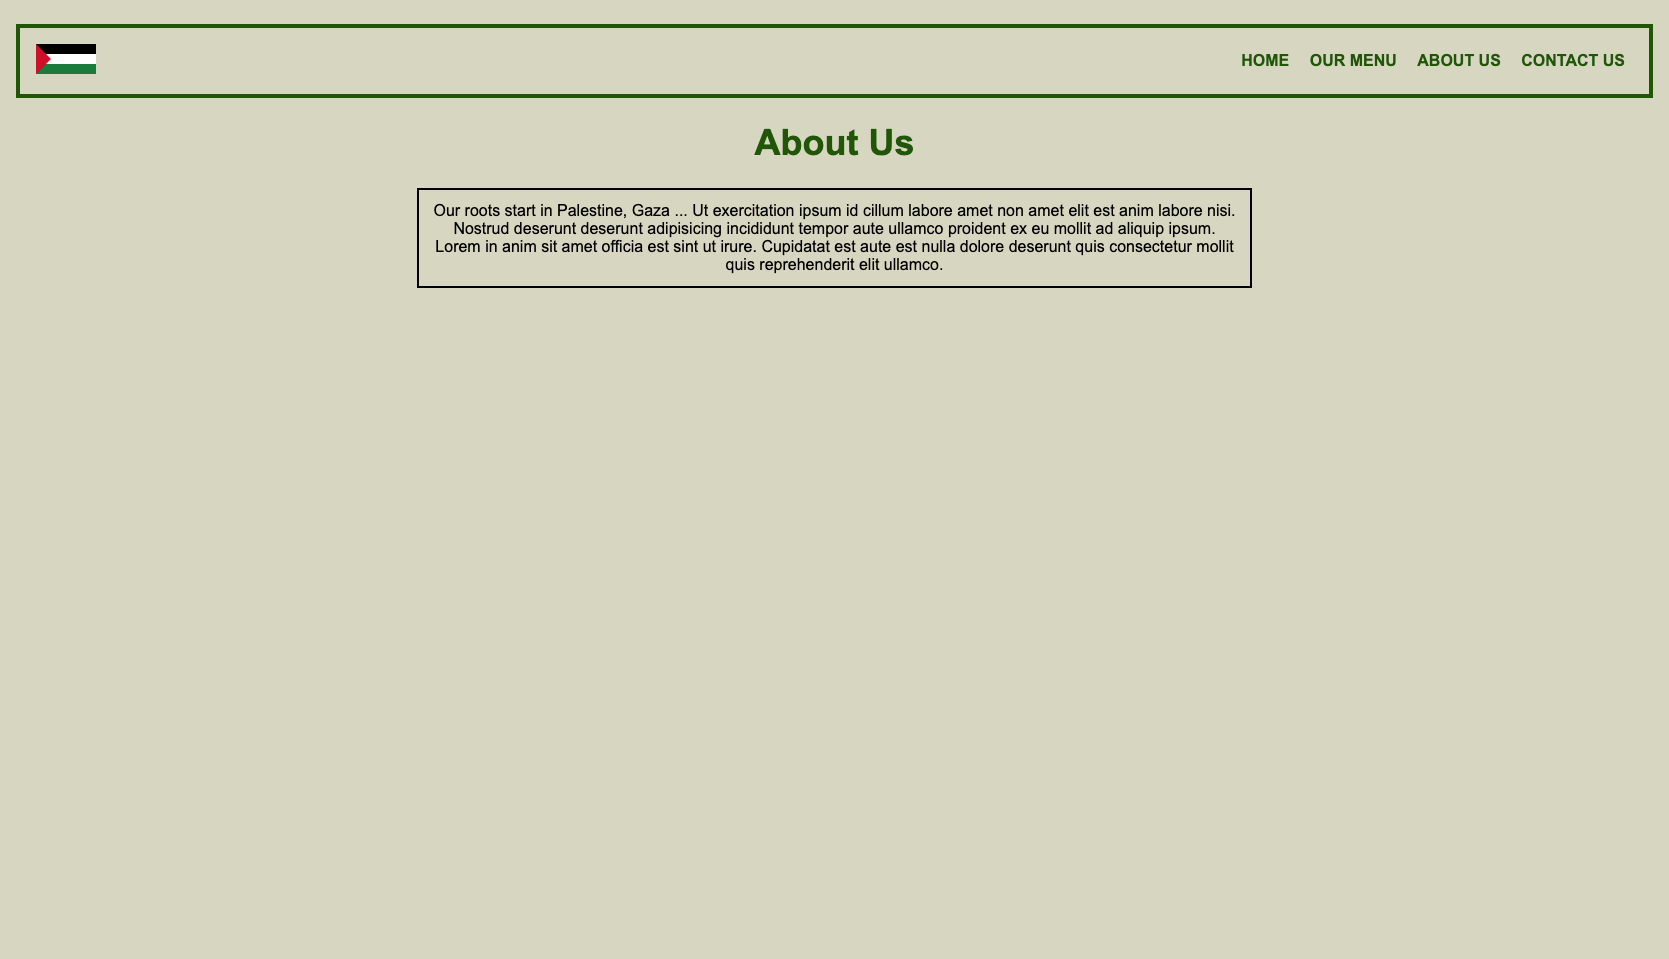 HOME OUR MENU ABOUT US CONTACT US
About Us
Our roots start in Palestine, Gaza ... Ut exercitation ipsum id cillum labore amet non amet elit est anim labore nisi.
Nostrud deserunt deserunt adipisicing incididunt tempor aute ullamco proident ex eu mollit ad aliquip ipsum.
Lorem in anim sit amet officia est sint ut irure. Cupidatat est aute est nulla dolore deserunt quis consectetur mollit
quis reprehenderit elit ullamco.